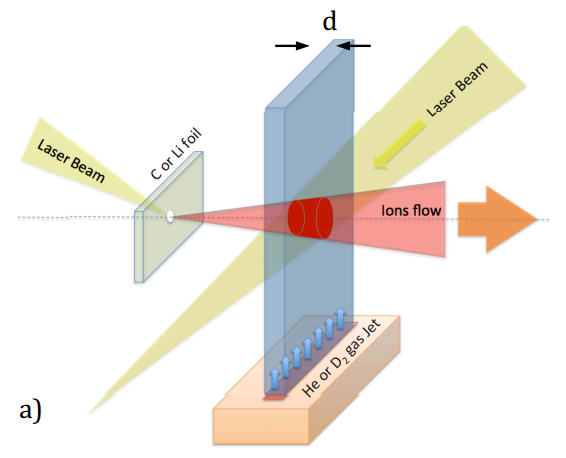 d
Laser Beam
Laser Beam
C or Li foil
Ions flow
He or D₂ gas Jet
a)